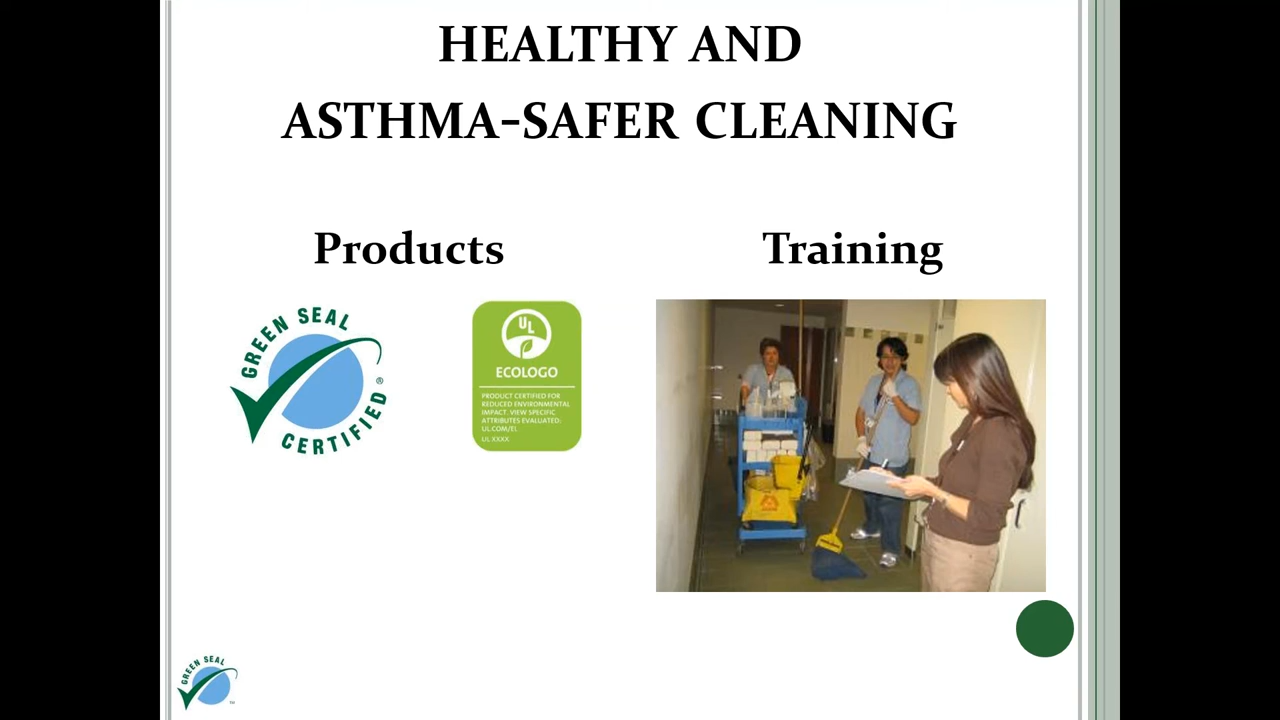 HEALTHY AND
ASTHMA-SAFER CLEANING
Products
Training
GREEN SEAL
CERTIFIED®
UL
ECOLOGO
PRODUCT CERTIFIED FOR
REDUCED ENVIRONMENTAL
IMPACT. VIEW SPECIFIC
ATTRIBUTES EVALUATED:
UL.COM/EL
UL XXXX
GREEN SEAL
™